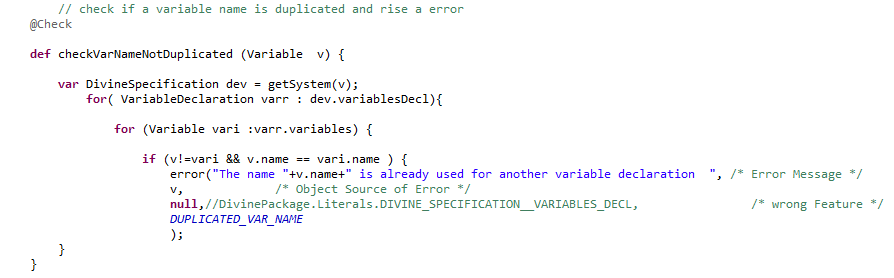 // check if a variable name is duplicated and rise a error
@Check
def checkVarNameNotDuplicated (Variable  v) {
var DivineSpecification dev = getSystem(v);
for( VariableDeclaration varr : dev.variablesDecl){
for (Variable vari :varr.variables) {
if (v!=vari && v.name == vari.name ) {
error("The name "+v.name+" is already used for another variable declaration  ", /* Error Message */
v,             /* Object Source of Error */
null,//DivinePackage.Literals.DIVINE_SPECIFICATION__VARIABLES_DECL,                /* wrong Feature */
DUPLICATED_VAR_NAME
);
}
}